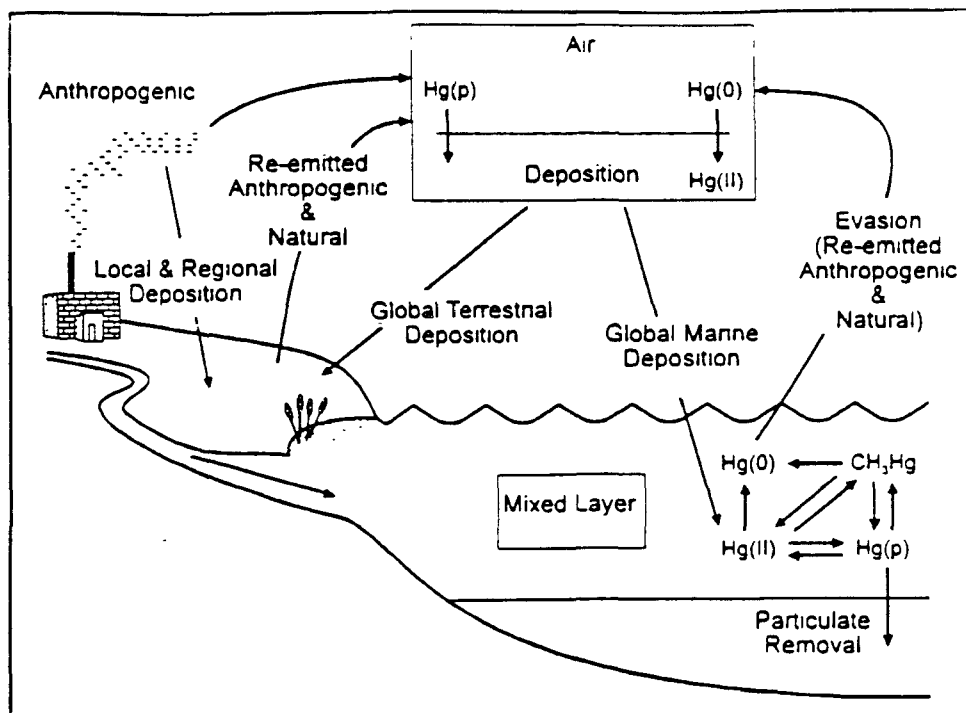 Air
Anthropogenic
Hg(p)
Hg(0)
Deposition
Hg(II)
Re-emitted
Anthropogenic
&
Natural
Local & Regional
Deposition
Global Terrestrial
Deposition
Global Marine
Deposition
Evasion
(Re-emitted
Anthropogenic
&
Natural)
Hg(0)
CH₃Hg
Mixed Layer
Hg(II)
Hg(p)
Particulate
Removal